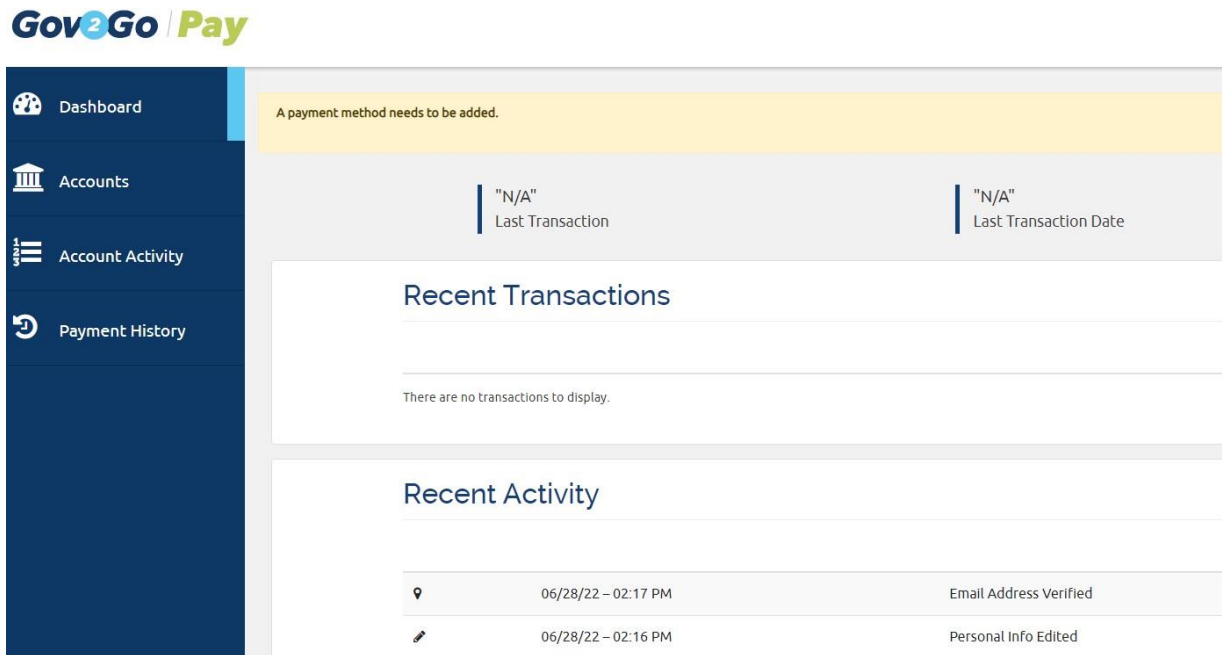 Gov2Go Pay
Dashboard
A payment method needs to be added.
Accounts
"N/A"
Last Transaction
"N/A"
Last Transaction Date
Account Activity
Payment History
Recent Transactions
There are no transactions to display.
Recent Activity
06/28/22 – 02:17 PM Email Address Verified
06/28/22 – 02:16 PM Personal Info Edited